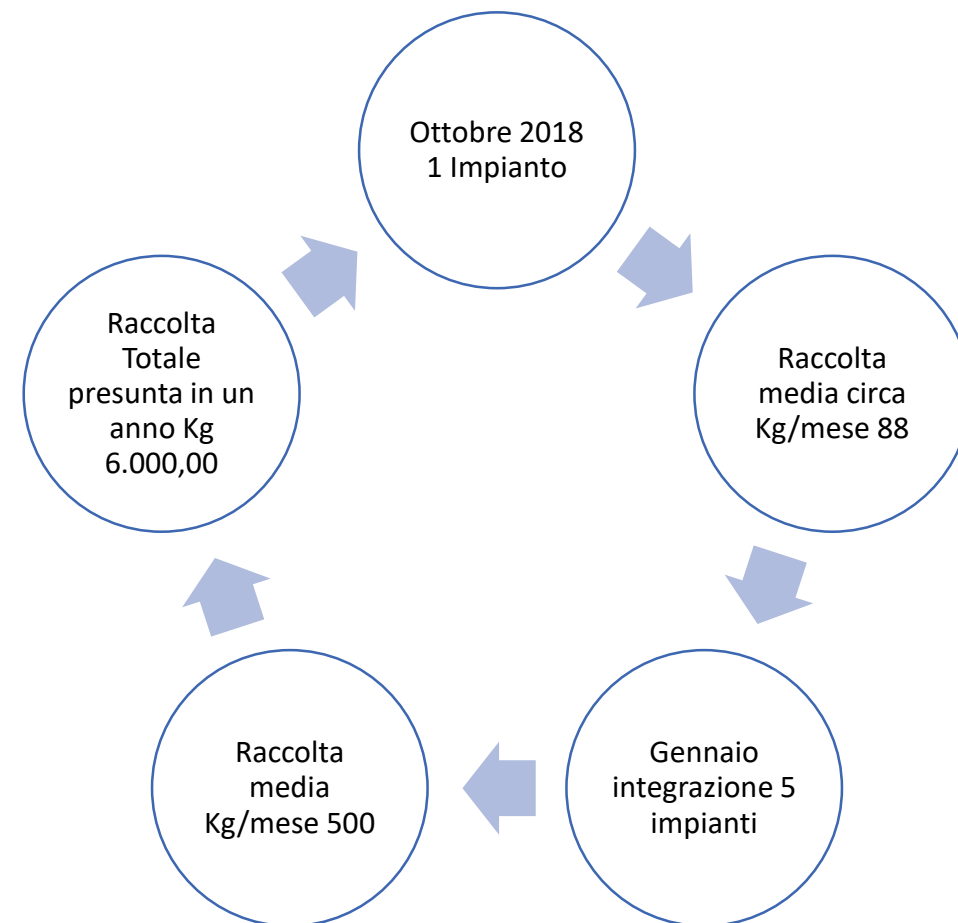 Ottobre 2018
1 Impianto
Raccolta
media circa
Kg/mese 88
Gennaio
integrazione 5
impianti
Raccolta
media
Kg/mese 500
Raccolta
Totale
presunta in un
anno Kg
6.000,00